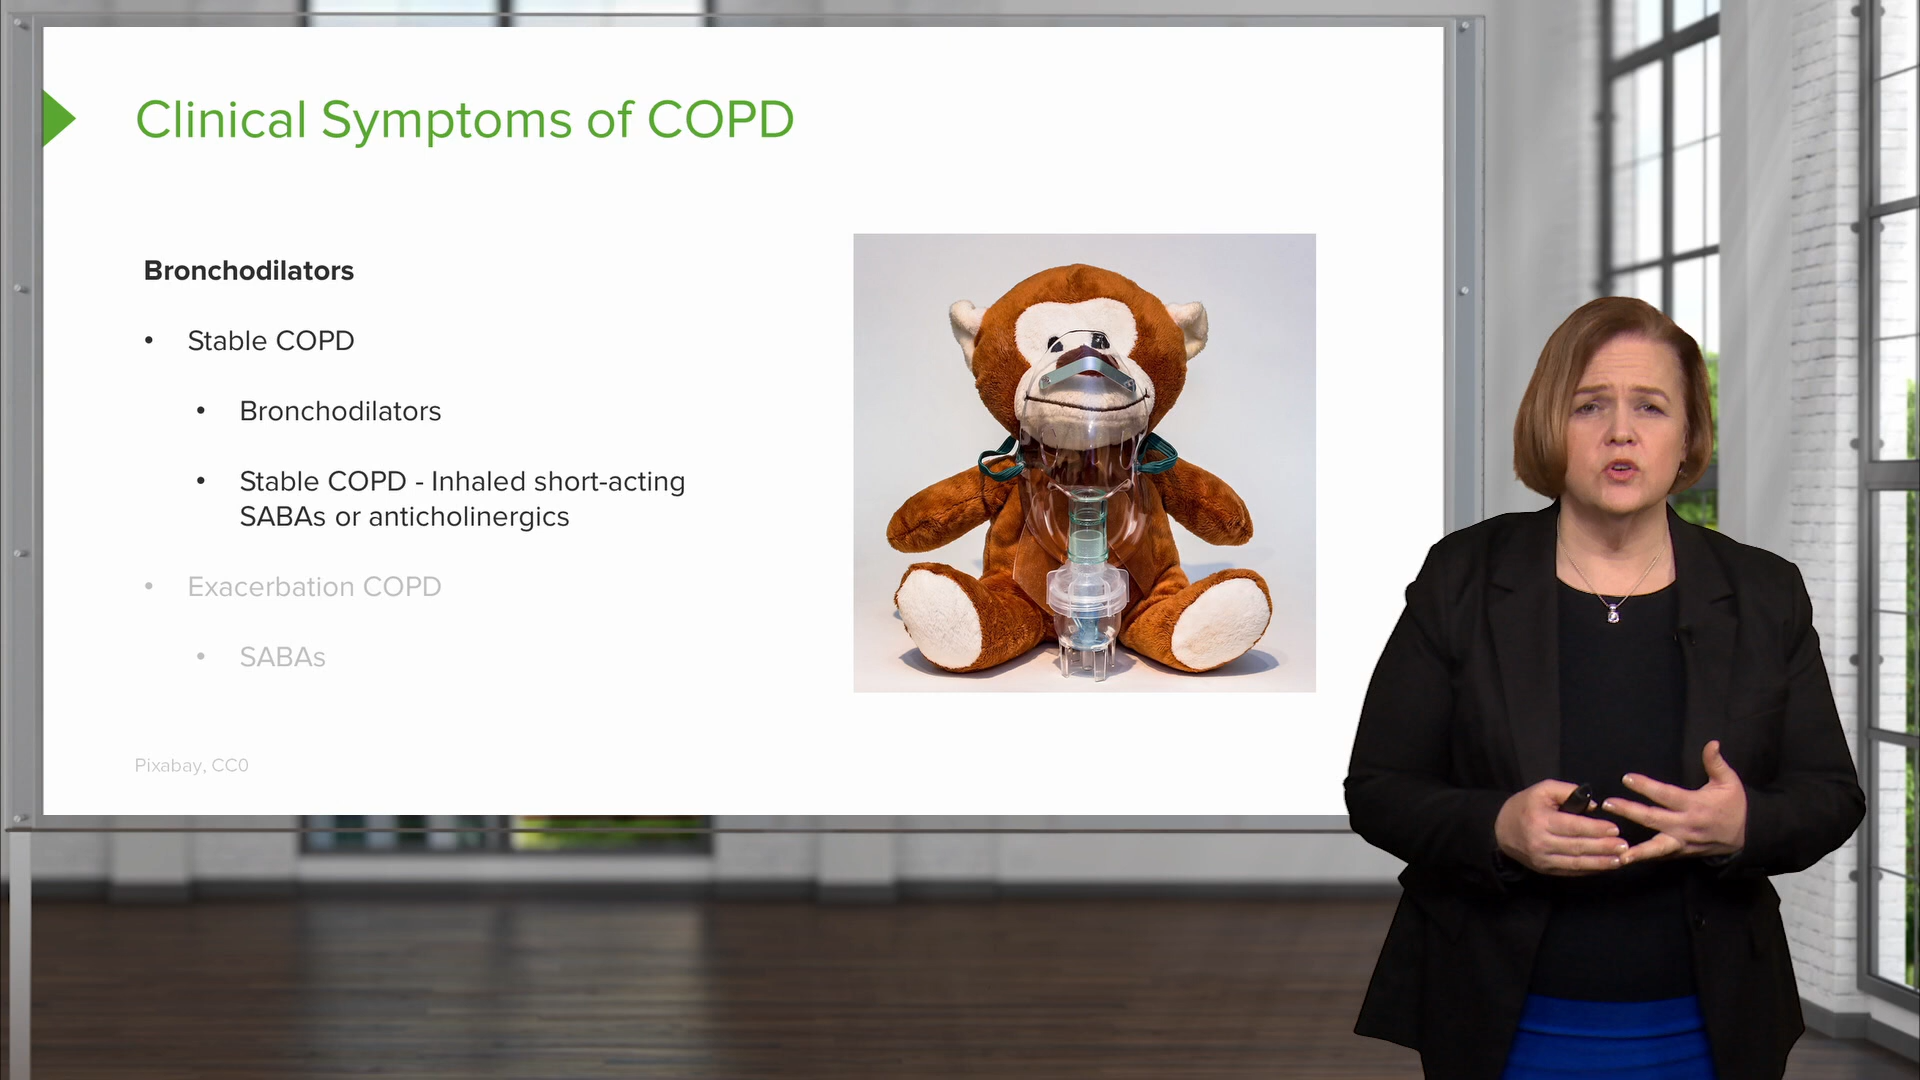 Clinical Symptoms of COPD
Bronchodilators
• Stable COPD
• Bronchodilators
• Stable COPD - Inhaled short-acting
SABAs or anticholinergics
• Exacerbation COPD
• SABAs
Pixabay, CC0